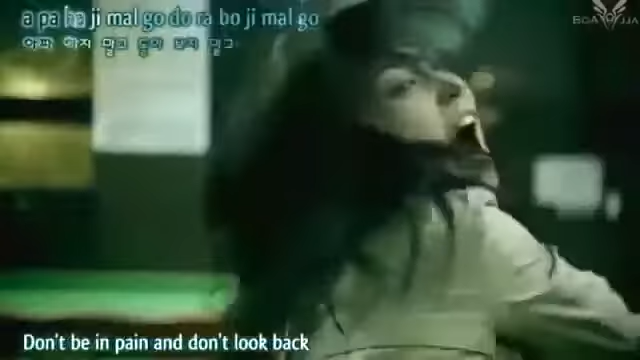 a pa ha ji mal go do ra bo ji mal go
아파 하지 말고 돌아 보지 말고
Don't be in pain and don't look back